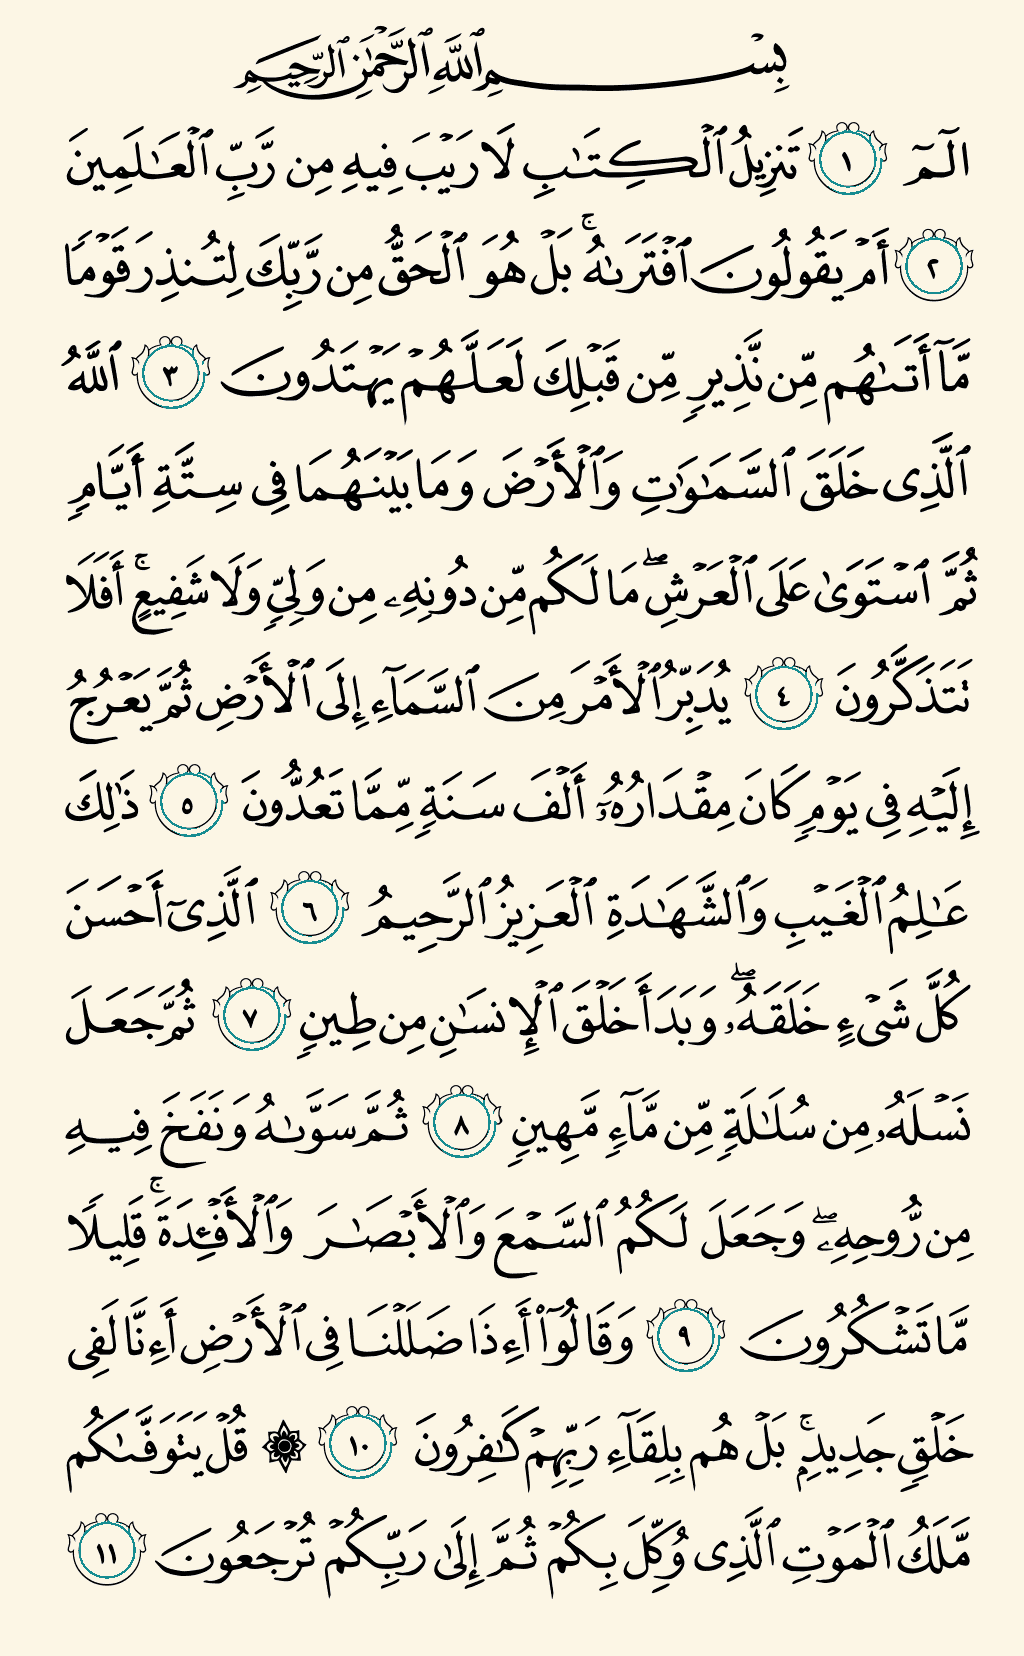 بِسْمِ ٱللَّهِ ٱلرَّحْمَٰنِ ٱلرَّحِيمِ
الٓمٓ ١ تَنزِيلُ ٱلْكِتَٰبِ لَا رَيْبَ فِيهِ مِن رَّبِّ ٱلْعَٰلَمِينَ
٢ أَمْ يَقُولُونَ ٱفْتَرَىٰهُ ۚ بَلْ هُوَ ٱلْحَقُّ مِن رَّبِّكَ لِتُنذِرَ قَوْمًا
مَّآ أَتَىٰهُم مِّن نَّذِيرٍ مِّن قَبْلِكَ لَعَلَّهُمْ يَهْتَدُونَ ٣ ٱللَّهُ
ٱلَّذِى خَلَقَ ٱلسَّمَٰوَٰتِ وَٱلْأَرْضَ وَمَا بَيْنَهُمَا فِى سِتَّةِ أَيَّامٍ
ثُمَّ ٱسْتَوَىٰ عَلَى ٱلْعَرْشِ ۖ مَا لَكُم مِّن دُونِهِۦ مِن وَلِىٍّ وَلَا شَفِيعٍ ۚ أَفَلَا
تَتَذَكَّرُونَ ٤ يُدَبِّرُ ٱلْأَمْرَ مِنَ ٱلسَّمَآءِ إِلَى ٱلْأَرْضِ ثُمَّ يَعْرُجُ
إِلَيْهِ فِى يَوْمٍ كَانَ مِقْدَارُهُۥٓ أَلْفَ سَنَةٍ مِّمَّا تَعُدُّونَ ٥ ذَٰلِكَ
عَٰلِمُ ٱلْغَيْبِ وَٱلشَّهَٰدَةِ ٱلْعَزِيزُ ٱلرَّحِيمُ ٦ ٱلَّذِىٓ أَحْسَنَ
كُلَّ شَىْءٍ خَلَقَهُۥ ۖ وَبَدَأَ خَلْقَ ٱلْإِنسَٰنِ مِن طِينٍ ٧ ثُمَّ جَعَلَ
نَسْلَهُۥ مِن سُلَٰلَةٍ مِّن مَّآءٍ مَّهِينٍ ٨ ثُمَّ سَوَّىٰهُ وَنَفَخَ فِيهِ
مِن رُّوحِهِۦ ۖ وَجَعَلَ لَكُمُ ٱلسَّمْعَ وَٱلْأَبْصَٰرَ وَٱلْأَفْـِٔدَةَ ۚ قَلِيلًا
مَّا تَشْكُرُونَ ٩ وَقَالُوٓا۟ أَءِذَا ضَلَلْنَا فِى ٱلْأَرْضِ أَءِنَّا لَفِى
خَلْقٍ جَدِيدٍۭ ۚ بَلْ هُم بِلِقَآءِ رَبِّهِمْ كَٰفِرُونَ ١٠ ۞ قُلْ يَتَوَفَّىٰكُم
مَّلَكُ ٱلْمَوْتِ ٱلَّذِى وُكِّلَ بِكُمْ ثُمَّ إِلَىٰ رَبِّكُمْ تُرْجَعُونَ ١١